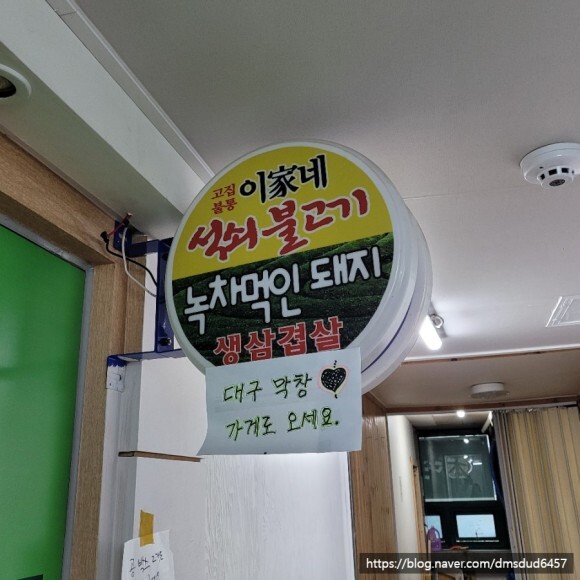 고집
불통
이家네
석쇠 불고기
녹차먹인 돼지
생삼겹살
대구 막창
가게로 오세요.
https://blog.naver.com/dmsdud6457